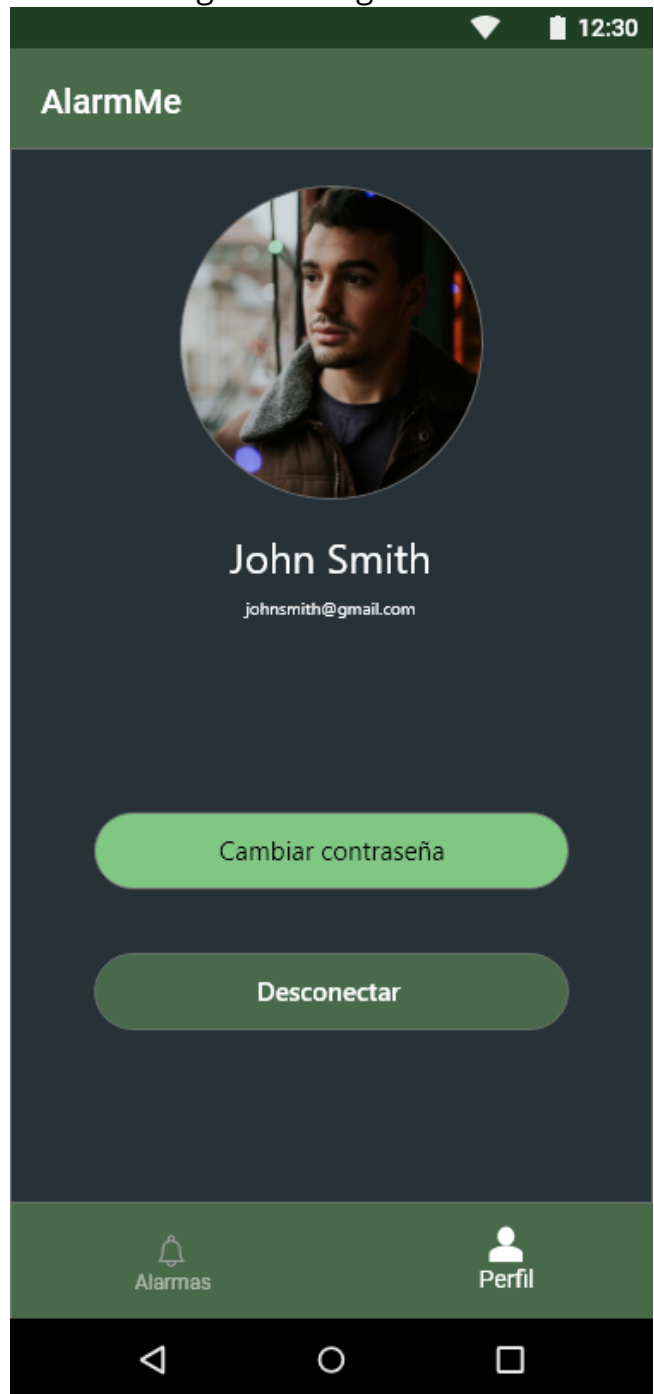 12:30
AlarmMe
John Smith
johnsmith@gmail.com
Cambiar contraseña
Desconectar
Alarmas
Perfil